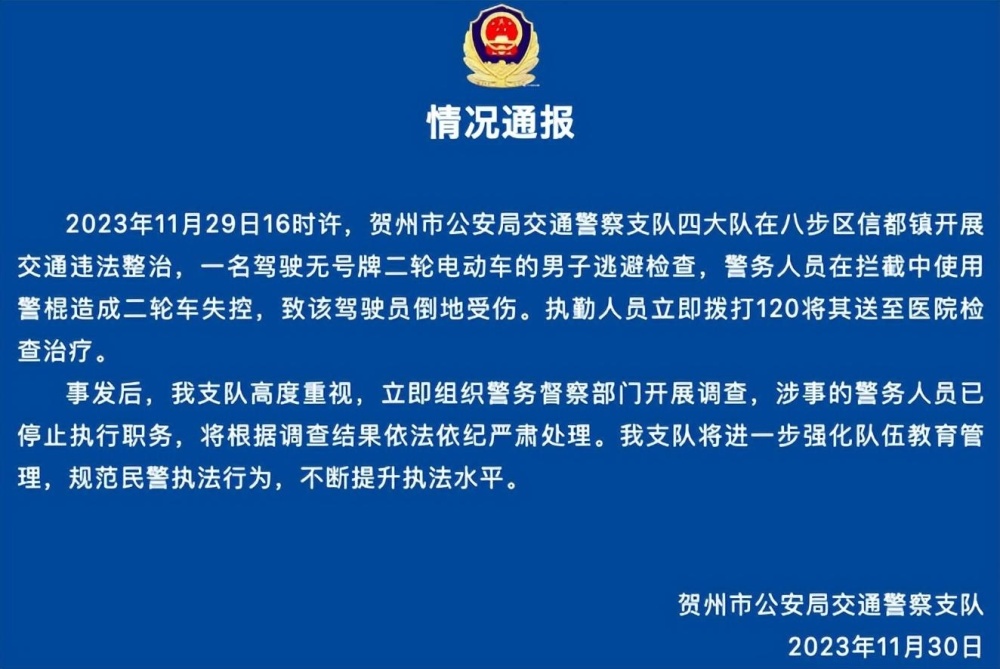 情况通报
2023年11月29日16时许，贺州市公安局交通警察支队四大队在八步区信都镇开展
交通违法整治，一名驾驶无号牌二轮电动车的男子逃避检查，警务人员在拦截中使用
警棍造成二轮车失控，致该驾驶员倒地受伤。执勤人员立即拨打120将其送至医院检
查治疗。
事发后，我支队高度重视，立即组织警务督察部门开展调查，涉事的警务人员已
停止执行职务，将根据调查结果依法依纪严肃处理。我支队将进一步强化队伍教育管
理，规范民警执法行为，不断提升执法水平。
贺州市公安局交通警察支队
2023年11月30日